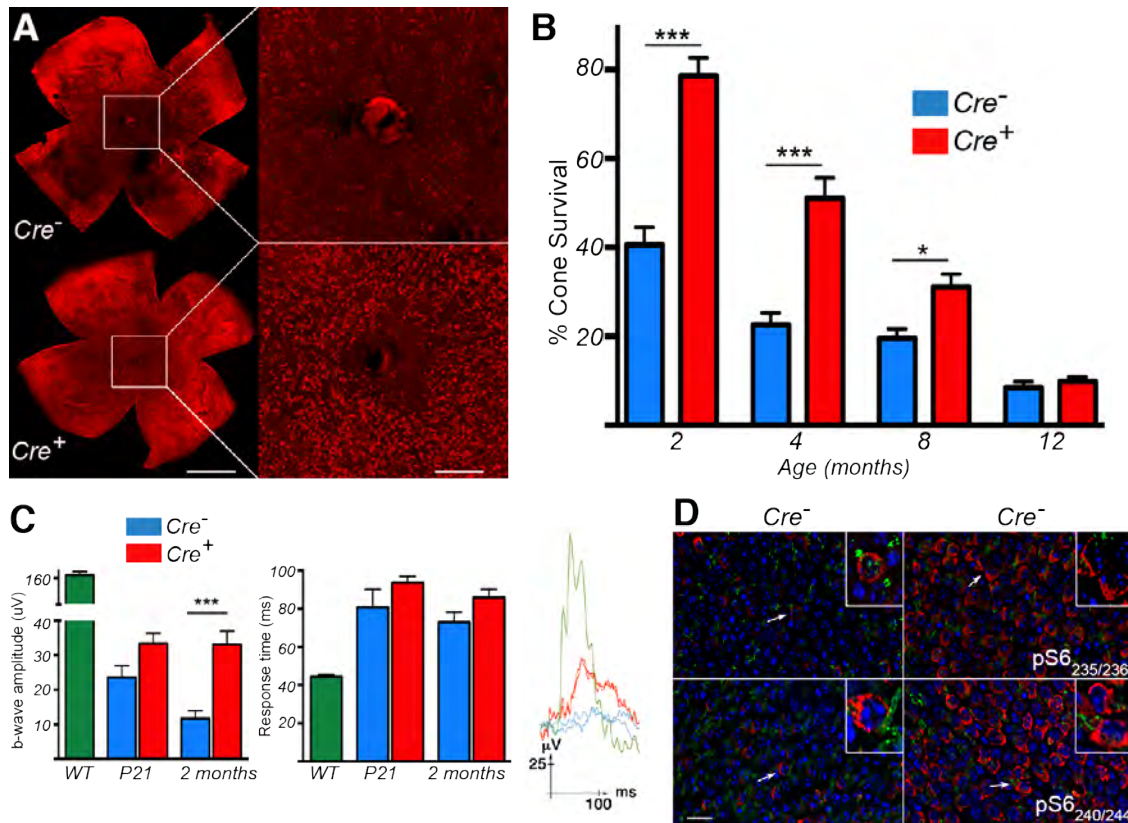 A
Cre-
Cre+
B
% Cone Survival
80
60
40
20
***
***
*
Cre-
Cre+
2 4 8 12
Age (months)
C
Cre-
Cre+
b-wave amplitude (uV)
160
40
30
20
10
***
WT P21 2 months
Response time (ms)
100
80
60
40
20
WT P21 2 months
µV
25
ms
100
D
Cre- Cre-
pS6235/236
pS6240/244